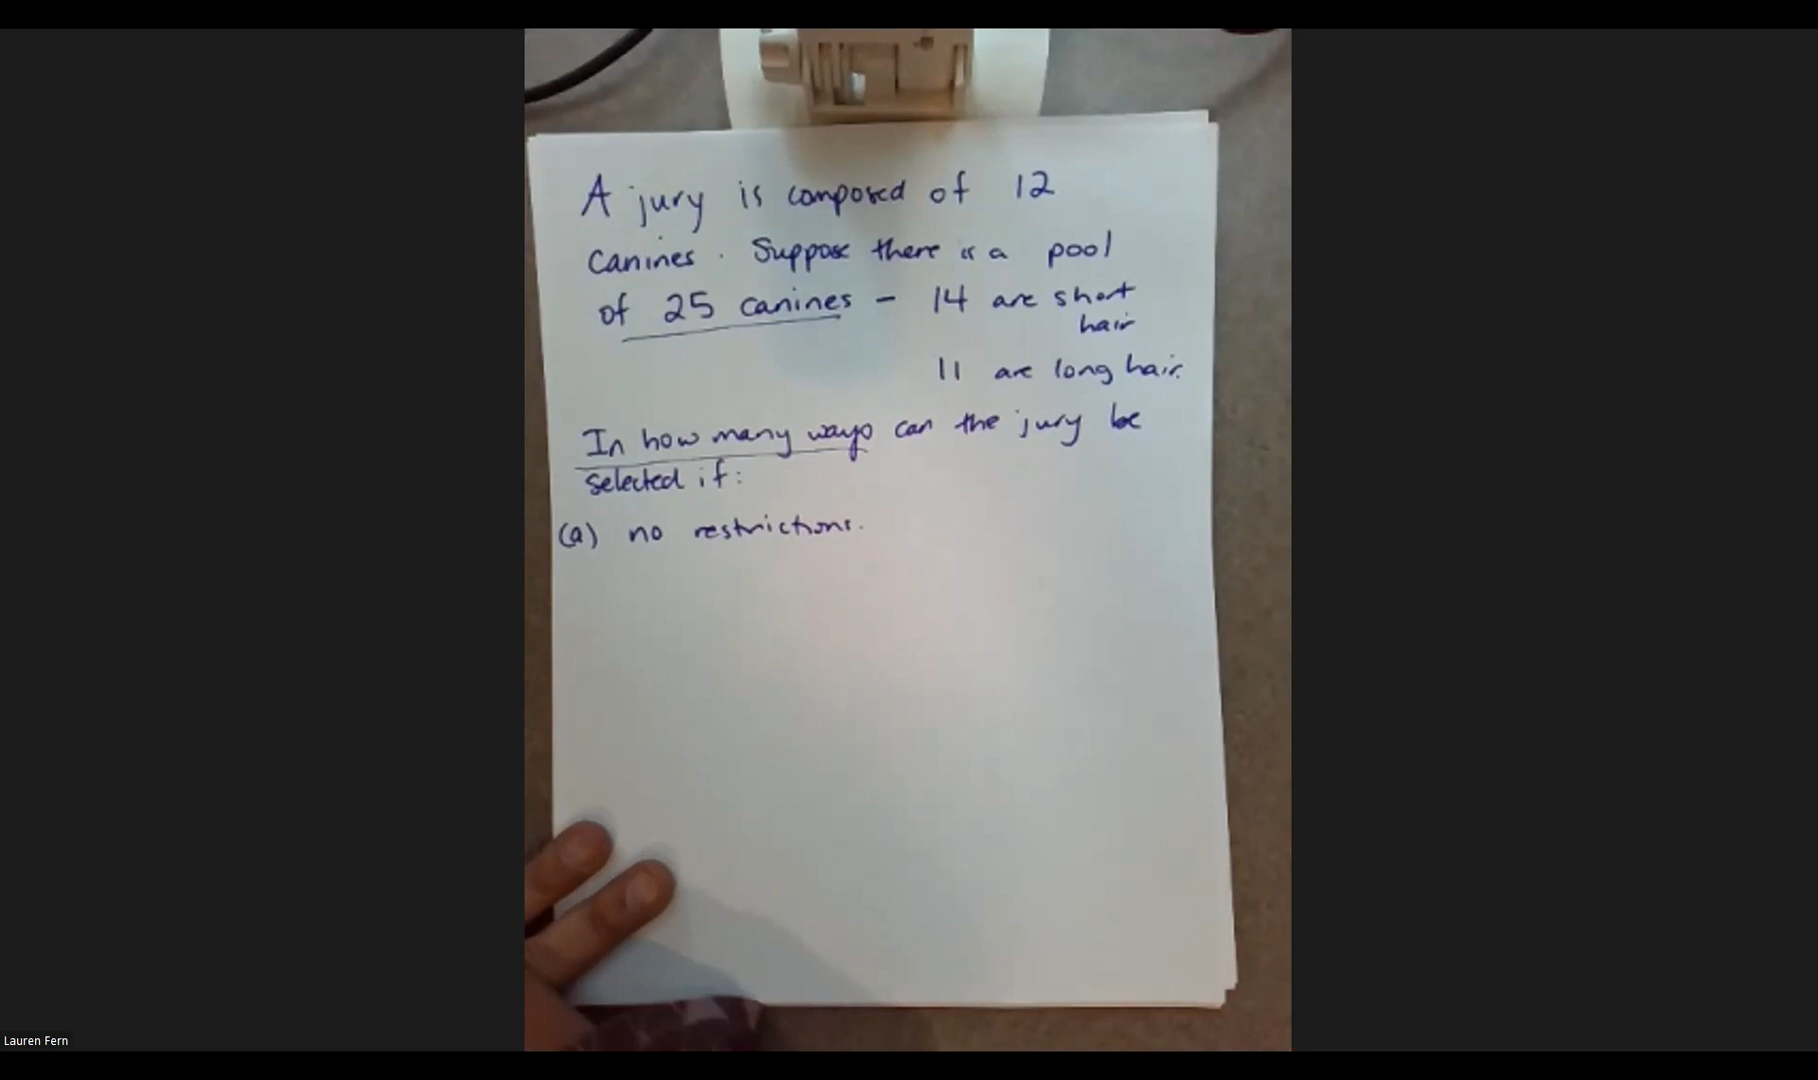 A jury is composed of 12
canines. Suppose there is a pool
of 25 canines - 14 are short
hair
11 are long hair.
In how many ways can the jury be
selected if:
(a) no restrictions.
Lauren Fern